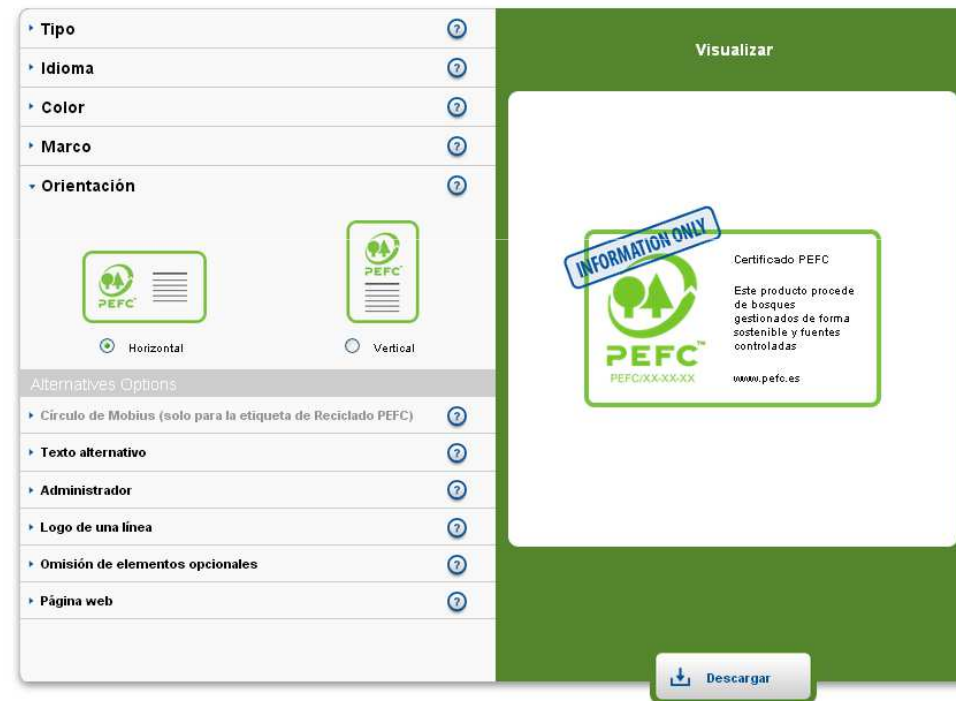 Tipo
Idioma
Color
Marco
Orientación
PEFC
PEFC
Horizontal
Vertical
Alternatives Options
Círculo de Mobius (solo para la etiqueta de Reciclado PEFC)
Texto alternativo
Administrador
Logo de una línea
Omisión de elementos opcionales
Página web
Visualizar
INFORMATION ONLY
PEFC™
PEFC/XX-XX-XX
Certificado PEFC
Este producto procede
de bosques
gestionados de forma
sostenible y fuentes
controladas
www.pefc.es
Descargar